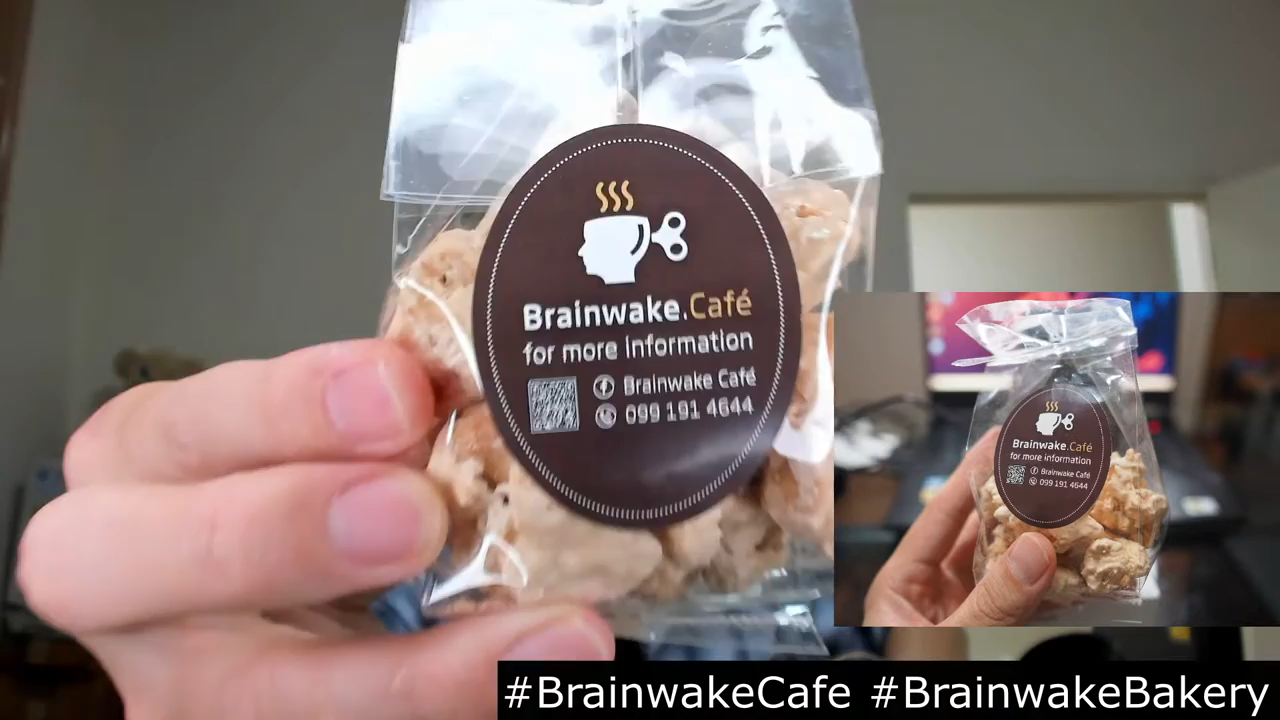 Brainwake.Café
for more information
Brainwake Café
099 191 4644
Brainwake.Café
for more information
Brainwake Café
099 191 4644
#BrainwakeCafe #BrainwakeBakery